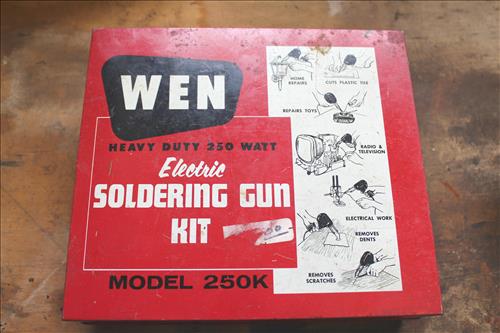 WEN
HEAVY DUTY 250 WATT
Electric
SOLDERING GUN
KIT
MODEL 250K
HOME
REPAIRS
CUTS PLASTIC TILE
REPAIRS TOYS
RADIO &
TELEVISION
ELECTRICAL WORK
REMOVES
DENTS
REMOVES
SCRATCHES